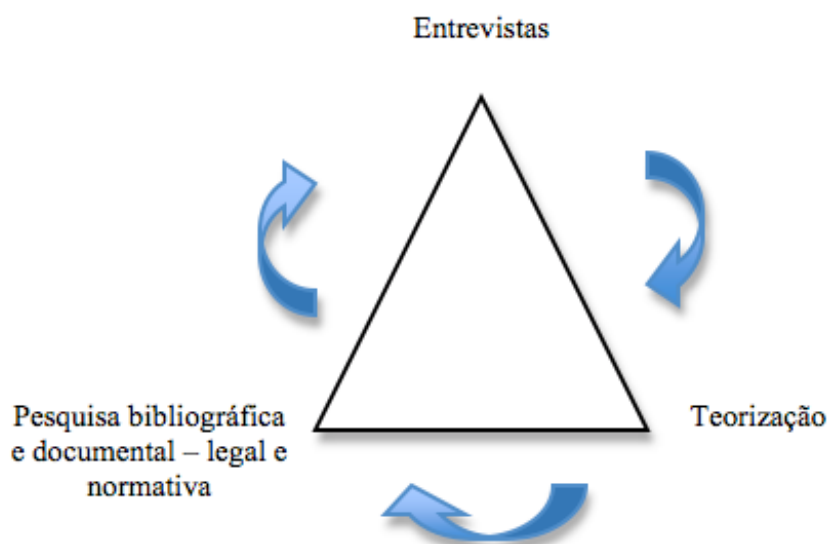 Entrevistas
Pesquisa bibliográfica
e documental – legal e
normativa
Teorização